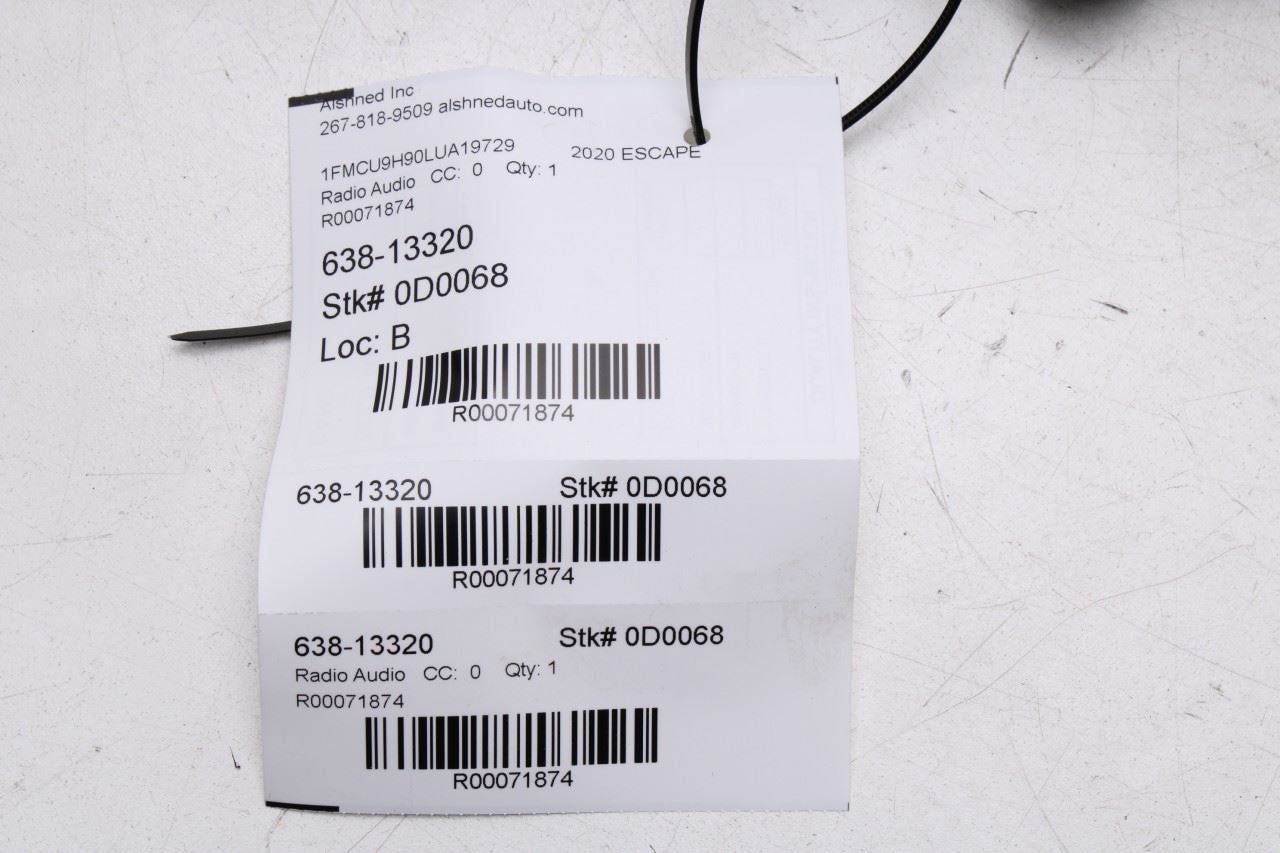 Alshned Inc
267-818-9509 alshnedauto.com
1FMCU9H90LUA19729 2020 ESCAPE
Radio Audio CC: 0 Qty: 1
R00071874
638-13320
Stk# 0D0068
Loc: B
R00071874
638-13320 Stk# 0D0068
R00071874
638-13320 Stk# 0D0068
Radio Audio CC: 0 Qty: 1
R00071874
R00071874